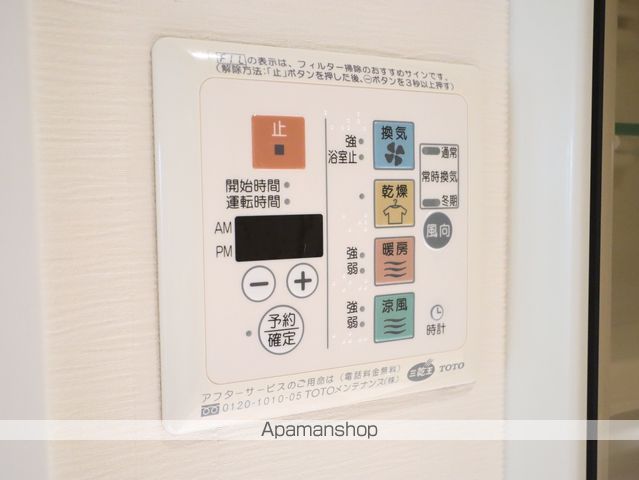 FILの表示は、フィルター掃除のおすすめサインです。
(解除方法:「止」ボタンを押した後、⊖ボタンを3秒以上押す)
止
開始時間
運転時間
AM
PM
−
+
予約
確定
強
浴室止
換気
乾燥
強
弱
暖房
強
弱
涼風
通常
常時換気
冬期
風向
時計
アフターサービスのご用命は(電話料金無料)
0120-1010-05 TOTOメンテナンス(株)
三乾王 TOTO
Apamanshop